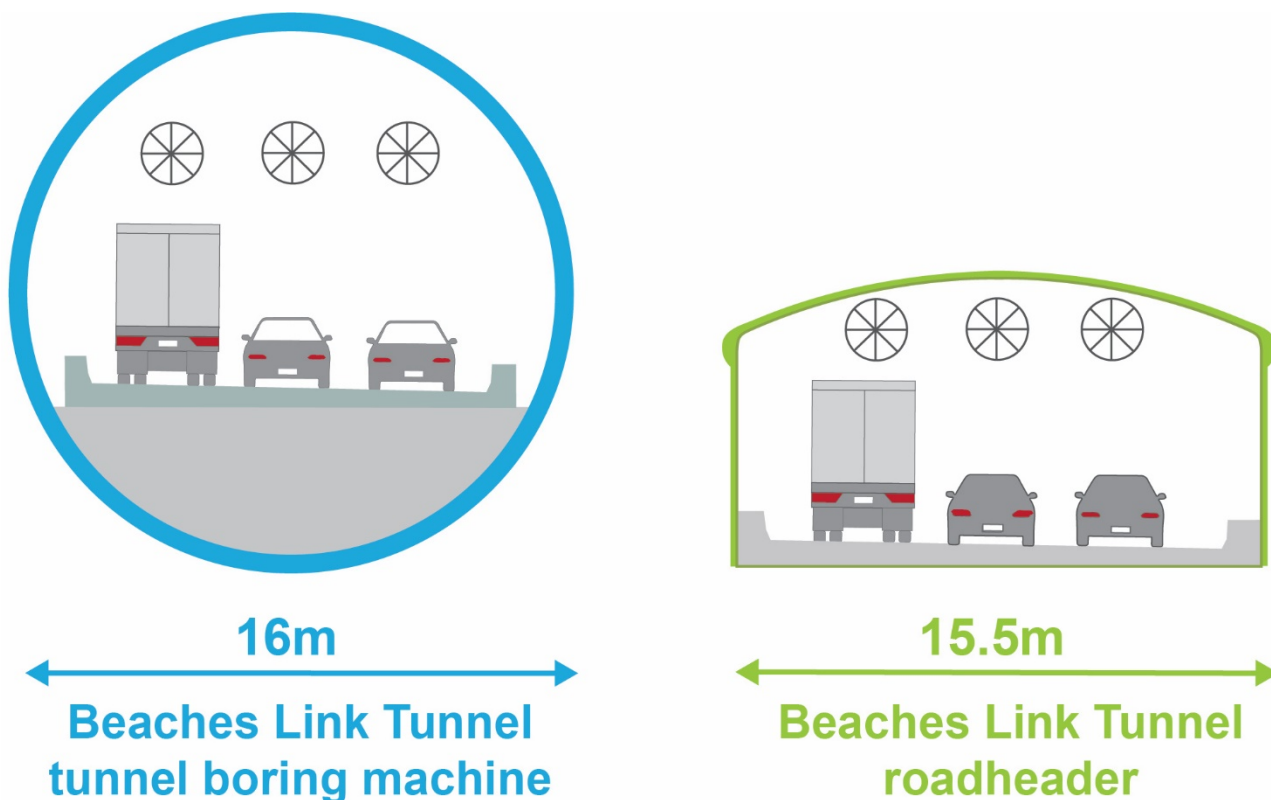 16m
Beaches Link Tunnel
tunnel boring machine
15.5m
Beaches Link Tunnel
roadheader